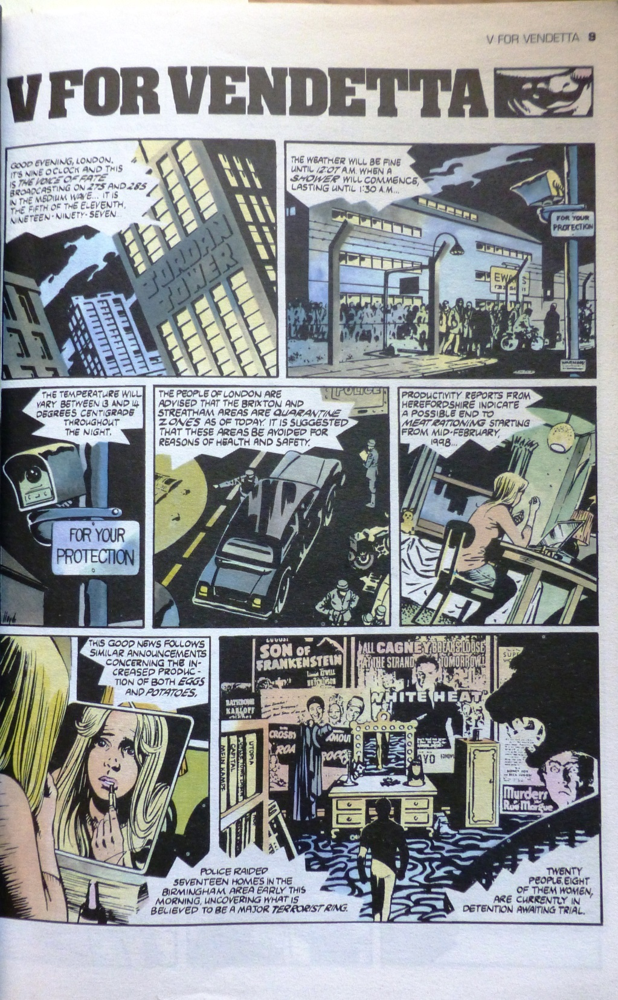 V FOR VENDETTA 9
V FOR VENDETTA
GOOD EVENING, LONDON.
IT'S NINE O'CLOCK AND THIS
IS THE VOICE OF FATE
BROADCASTING ON 275 AND 285
IN THE MEDIUM WAVE... IT IS
THE FIFTH OF THE ELEVENTH,
NINETEEN-NINETY-SEVEN...
JORDAN
TOWER
THE WEATHER WILL BE FINE
UNTIL 12:07 A.M. WHEN A
SHOWER WILL COMMENCE,
LASTING UNTIL 1:30 A.M...
FOR YOUR
PROTECTION
WARNING
THE TEMPERATURE WILL
VARY BETWEEN 13 AND 14
DEGREES CENTIGRADE
THROUGHOUT
THE NIGHT.
FOR YOUR
PROTECTION
Lloyd
THE PEOPLE OF LONDON ARE
ADVISED THAT THE BRIXTON AND
STREATHAM AREAS ARE QUARANTINE
ZONES AS OF TODAY. IT IS SUGGESTED
THAT THESE AREAS BE AVOIDED FOR
REASONS OF HEALTH AND SAFETY.
POLICE
PRODUCTIVITY REPORTS FROM
HEREFORDSHIRE INDICATE
A POSSIBLE END TO
MEAT RATIONING STARTING
FROM MID-FEBRUARY,
1998...
THIS GOOD NEWS FOLLOWS
SIMILAR ANNOUNCEMENTS
CONCERNING THE IN-
CREASED PRODUC-
TION OF BOTH EGGS
AND POTATOES.
SON OF
FRANKENSTEIN
ALL CAGNEY BREAKS LOOSE
AT THE STRAND TOMORROW!
'WHITE HEAT'
RATHBONE
KARLOFF
CROSBY
UTOPIA
CAPITAL
MEIN KAMPF
Murders
Rue Morgue
POLICE RAIDED
SEVENTEEN HOMES IN THE
BIRMINGHAM AREA EARLY THIS
MORNING, UNCOVERING WHAT IS
BELIEVED TO BE A MAJOR TERRORIST RING.
TWENTY
PEOPLE, EIGHT
OF THEM WOMEN,
ARE CURRENTLY IN
DETENTION AWAITING TRIAL.